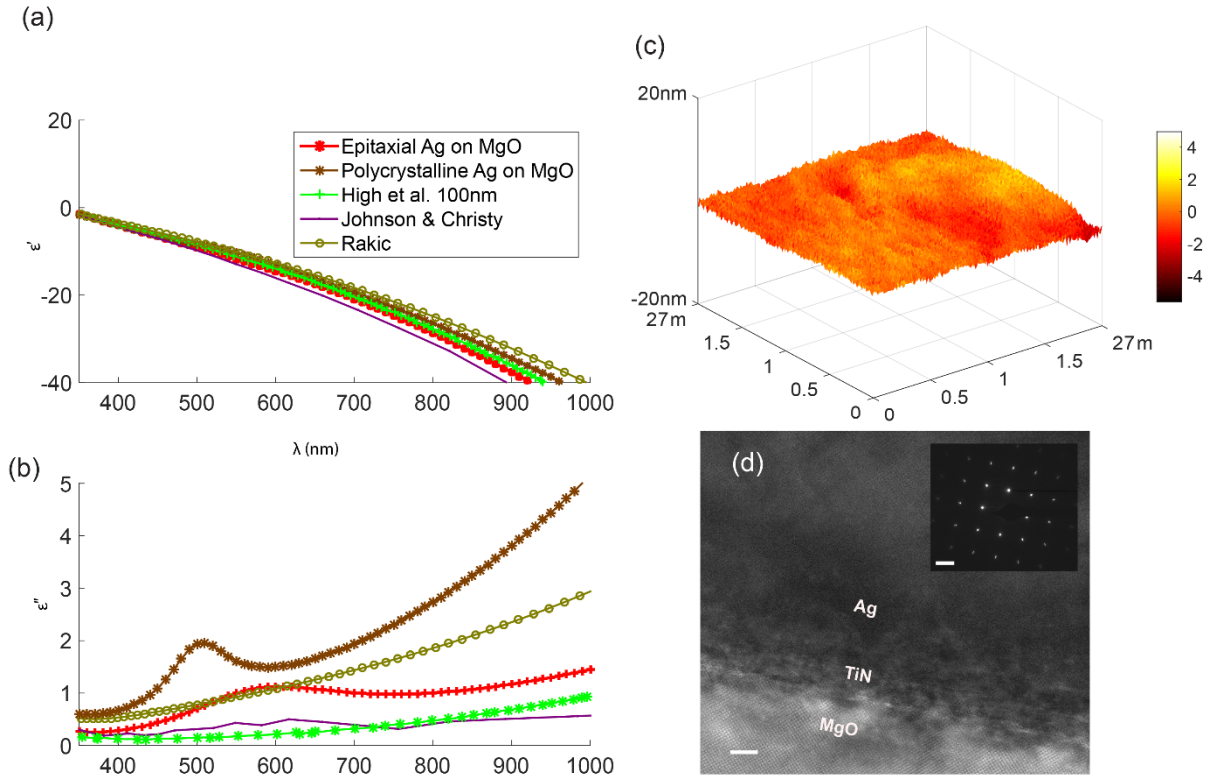 (a)
20
0
-20
-40
ε'
400 500 600 700 800 900 1000
Epitaxial Ag on MgO
Polycrystalline Ag on MgO
High et al. 100nm
Johnson & Christy
Rakic
λ (nm)
(b)
5
4
3
2
1
0
ε"
400 500 600 700 800 900 1000
(c)
20nm
-20nm
27m
1.5
1
0.5
0
0
0.5
1
1.5
27m
4
2
0
-2
-4
(d)
Ag
TiN
MgO